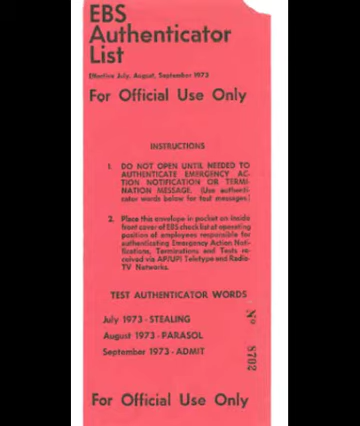 EBS
Authenticator
List
Effective July, August, September 1973
For Official Use Only
INSTRUCTIONS
1. DO NOT OPEN UNTIL NEEDED TO
AUTHENTICATE EMERGENCY AC-
TION NOTIFICATION OR TERMI-
NATION MESSAGE. (Use authenti-
cator words below for test messages.)
2. Place this envelope in pocket on inside
front cover of EBS checklist at operating
position of employees responsible for
authenticating Emergency Action Noti-
fications, Terminations and Tests re-
ceived via AP/UPI Teletype and Radio-
TV Networks.
TEST AUTHENTICATOR WORDS
July 1973 - STEALING
August 1973 - PARASOL
September 1973 - ADMIT
Nº 8702
For Official Use Only